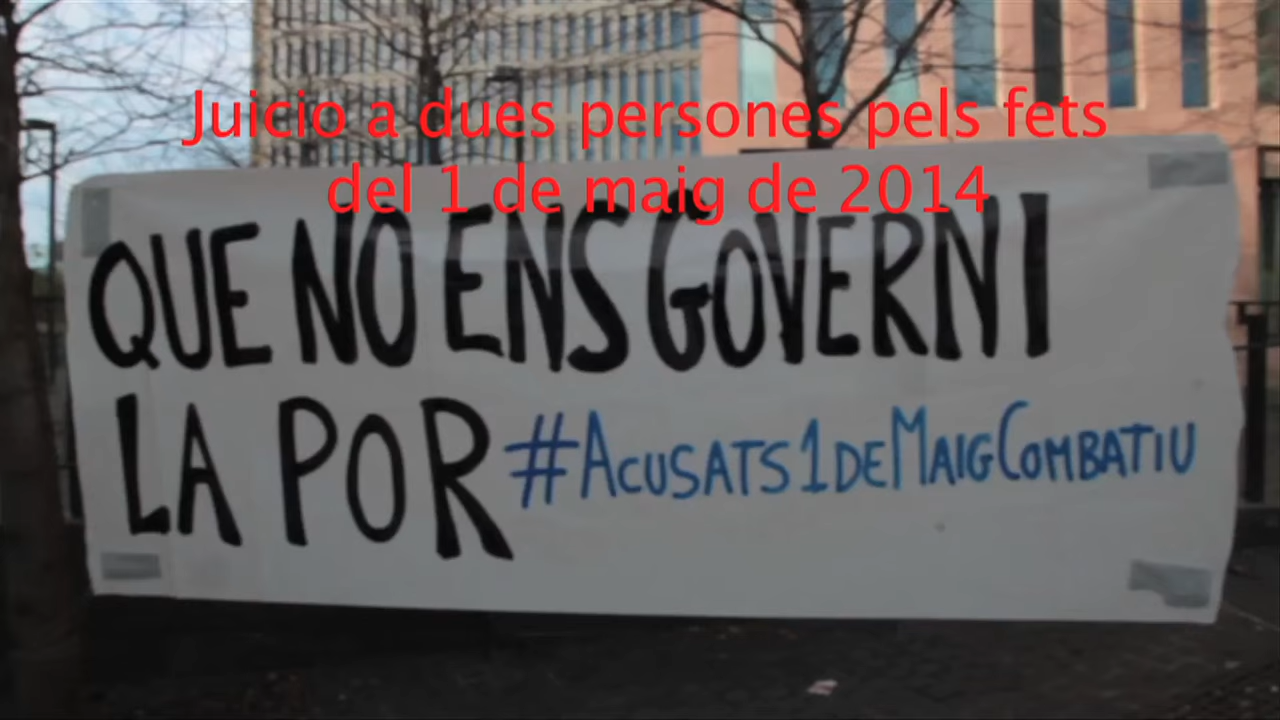 Juicio a dues persones pels fets
del 1 de maig de 2014
QUE NO ENS GOVERNI
LA POR #ACUSATS1DEMAIGCOMBATIU